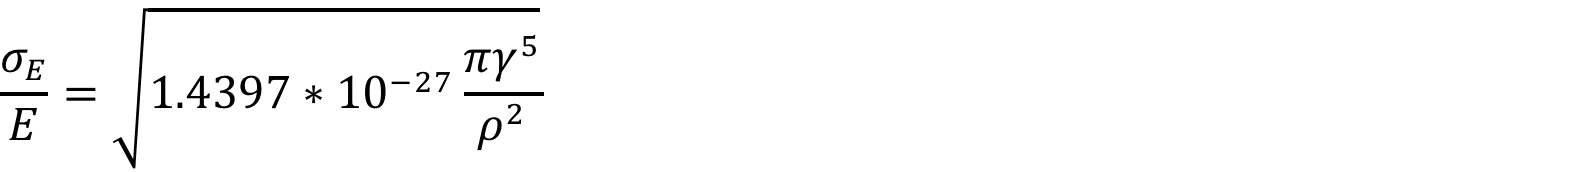 σ_E/E = √(1.4397 * 10^{-27} πγ^5/ρ^2)